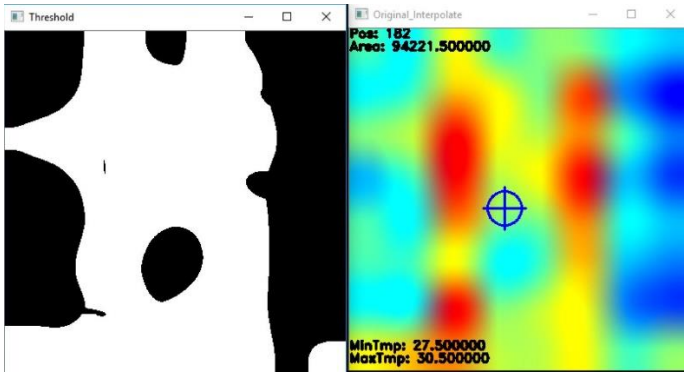 Threshold
Original_Interpolate
Pos: 182
Area: 94221.500000
MinTmp: 27.500000
MaxTmp: 30.500000